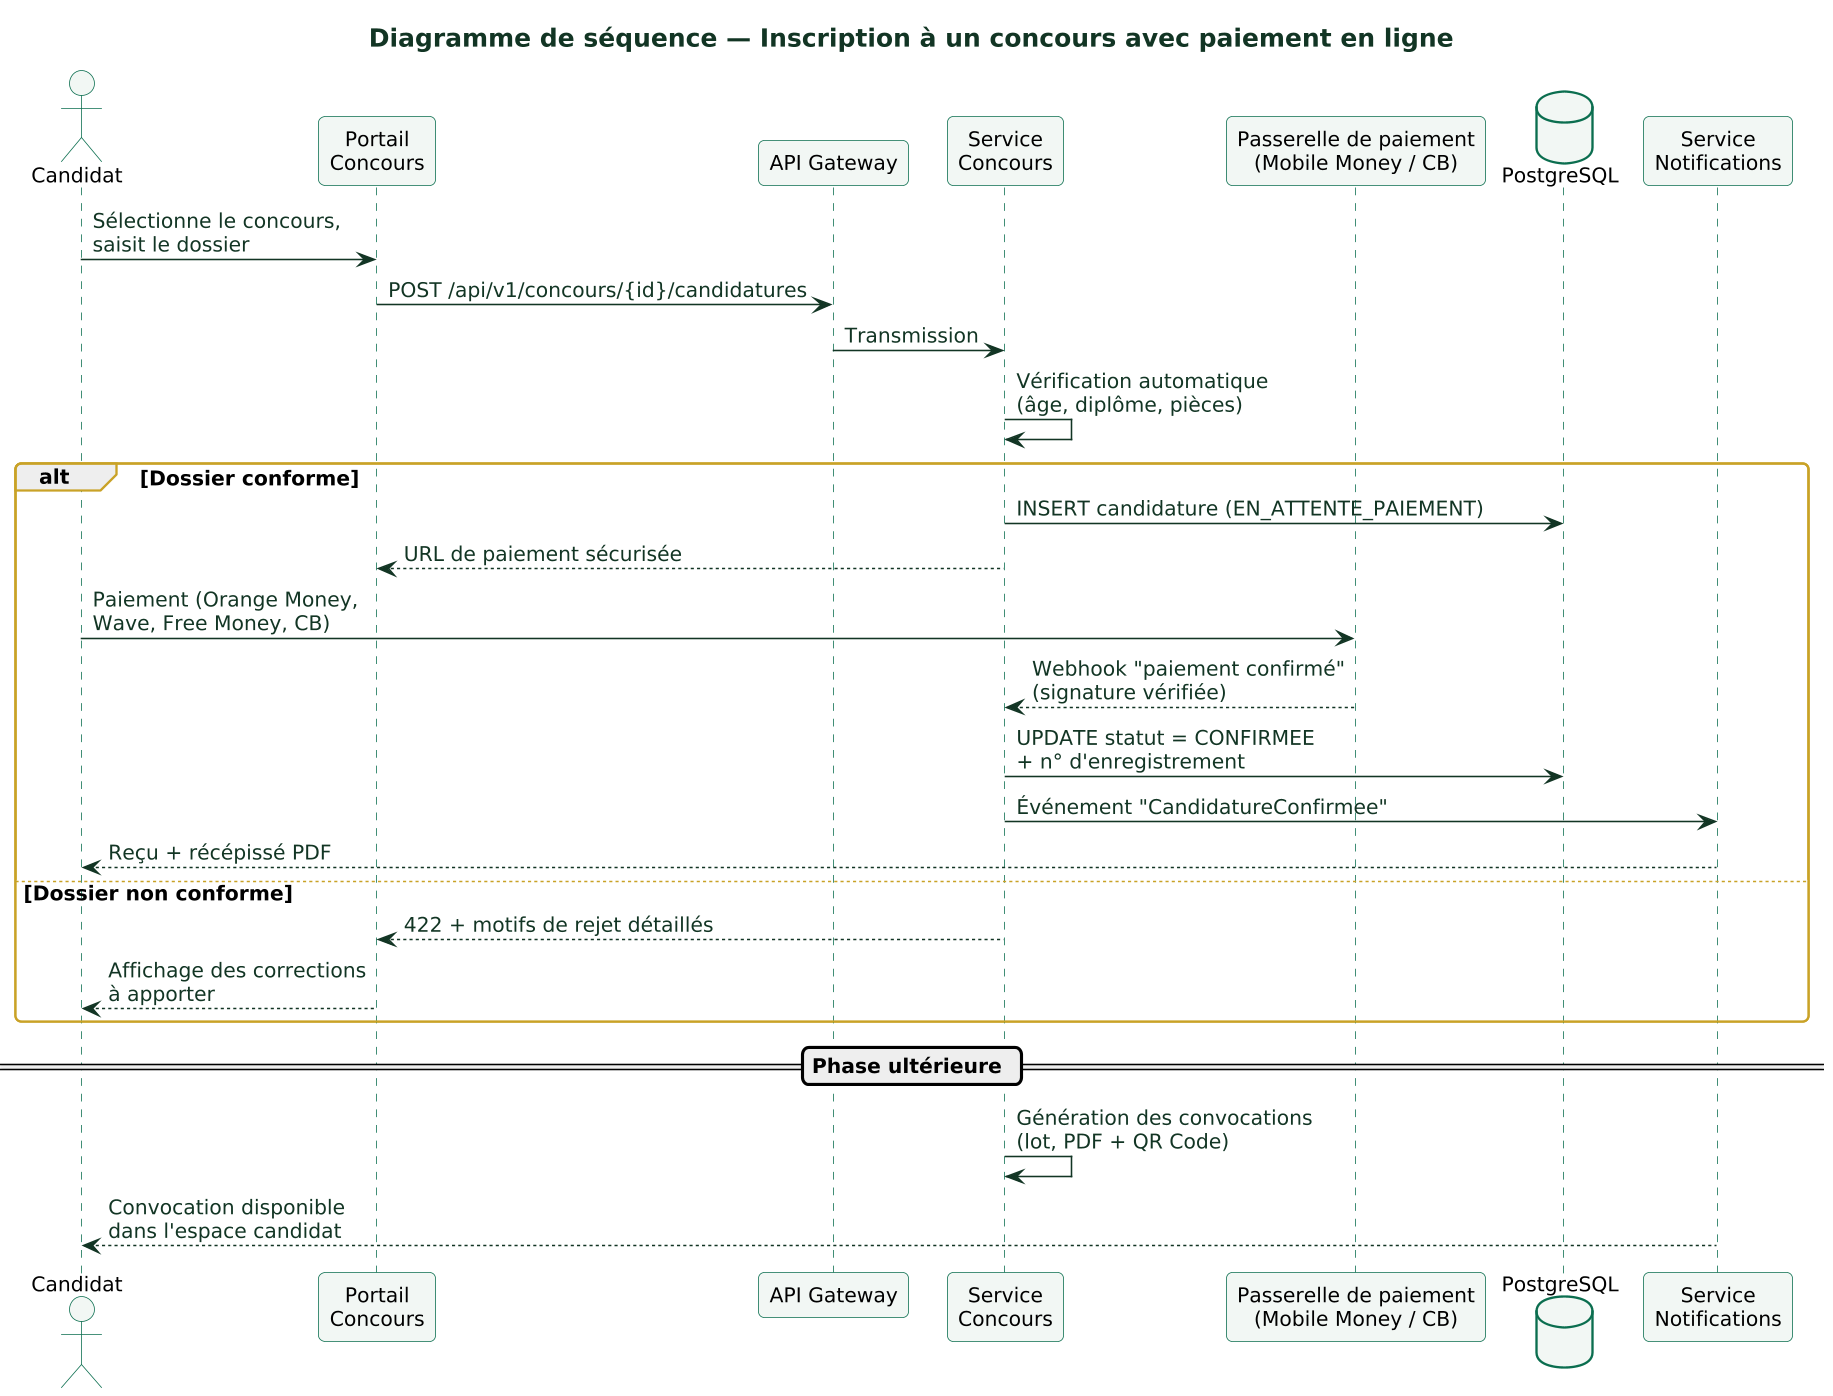 Diagramme de séquence — Inscription à un concours avec paiement en ligne
Candidat
Portail
Concours
API Gateway
Service
Concours
Passerelle de paiement
(Mobile Money / CB)
PostgreSQL
Service
Notifications
Sélectionne le concours,
saisit le dossier
POST /api/v1/concours/{id}/candidatures
Transmission
Vérification automatique
(âge, diplôme, pièces)
alt
[Dossier conforme]
INSERT candidature (EN_ATTENTE_PAIEMENT)
URL de paiement sécurisée
Paiement (Orange Money,
Wave, Free Money, CB)
Webhook "paiement confirmé"
(signature vérifiée)
UPDATE statut = CONFIRMEE
+ n° d'enregistrement
Événement "CandidatureConfirmee"
Reçu + récépissé PDF
[Dossier non conforme]
422 + motifs de rejet détaillés
Affichage des corrections
à apporter
Phase ultérieure
Génération des convocations
(lot, PDF + QR Code)
Convocation disponible
dans l'espace candidat
Candidat
Portail
Concours
API Gateway
Service
Concours
Passerelle de paiement
(Mobile Money / CB)
PostgreSQL
Service
Notifications